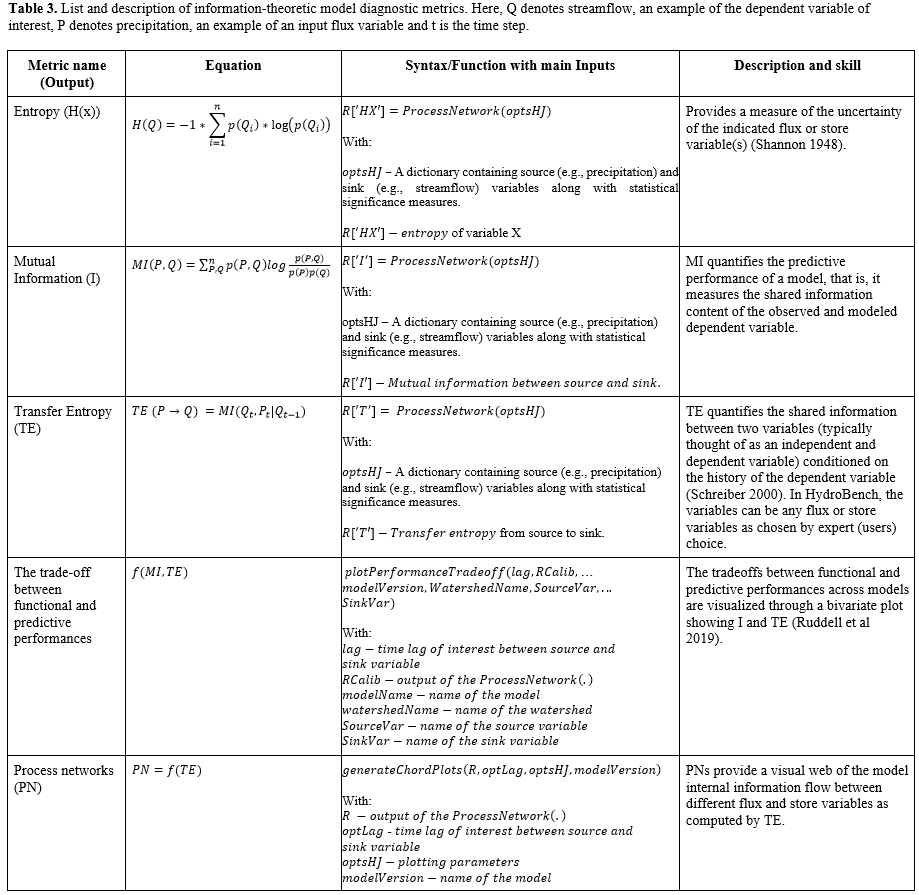 Table 3. List and description of information-theoretic model diagnostic metrics. Here, Q denotes streamflow, an example of the dependent variable of
interest, P denotes precipitation, an example of an input flux variable and t is the time step.
Metric name
(Output)
Equation
Syntax/Function with main Inputs
Description and skill
Entropy (H(x))
H(Q) = −1 * ∑ⁿᵢ₌₁ p(Qᵢ) * log(p(Qᵢ))
R['HX'] = ProcessNetwork(optsHJ)
With:
optsHJ – A dictionary containing source (e.g., precipitation) and
sink (e.g., streamflow) variables along with statistical
significance measures.
R['HX'] – entropy of variable X
Provides a measure of the uncertainty
of the indicated flux or store
variable(s) (Shannon 1948).
Mutual
Information (I)
MI(P,Q) = ∑ⁿ_P,Q p(P,Q)log p(P,Q)/p(P)p(Q)
R['I'] = ProcessNetwork(optsHJ)
With:
optsHJ – A dictionary containing source (e.g., precipitation)
and sink (e.g., streamflow) variables along with statistical
significance measures.
R['I'] – Mutual information between source and sink.
MI quantifies the predictive
performance of a model, that is, it
measures the shared information
content of the observed and modeled
dependent variable.
Transfer Entropy
(TE)
TE (P → Q) = MI(Qₜ, Pₜ|Qₜ₋₁)
R['T'] = ProcessNetwork(optsHJ)
With:
optsHJ – A dictionary containing source (e.g., precipitation)
and sink (e.g., streamflow) variables along with statistical
significance measures.
R['T'] – Transfer entropy from source to sink.
TE quantifies the shared information
between two variables (typically
thought of as an independent and
dependent variable) conditioned on
the history of the dependent variable
(Schreiber 2000). In HydroBench, the
variables can be any flux or store
variables as chosen by expert (users)
choice.
The trade-off
between
functional and
predictive
performances
f(MI,TE)
plotPerformanceTradeoff(lag,RCalib, …
modelVersion,WatershedName,SourceVar,…
SinkVar)
With:
lag – time lag of interest between source and
sink variable
RCalib – output of the ProcessNetwork(.)
modelName – name of the model
watershedName – name of the watershed
SourceVar – name of the source variable
SinkVar – name of the sink variable
The tradeoffs between functional and
predictive performances across models
are visualized through a bivariate plot
showing I and TE (Ruddell et al
2019).
Process networks
(PN)
PN = f(TE)
generateChordPlots(R,optLag,optsHJ,modelVersion)
With:
R – output of the ProcessNetwork(.)
optLag - time lag of interest between source and
sink variable
optsHJ – plotting parameters
modelVersion – name of the model
PNs provide a visual web of the model
internal information flow between
different flux and store variables as
computed by TE.